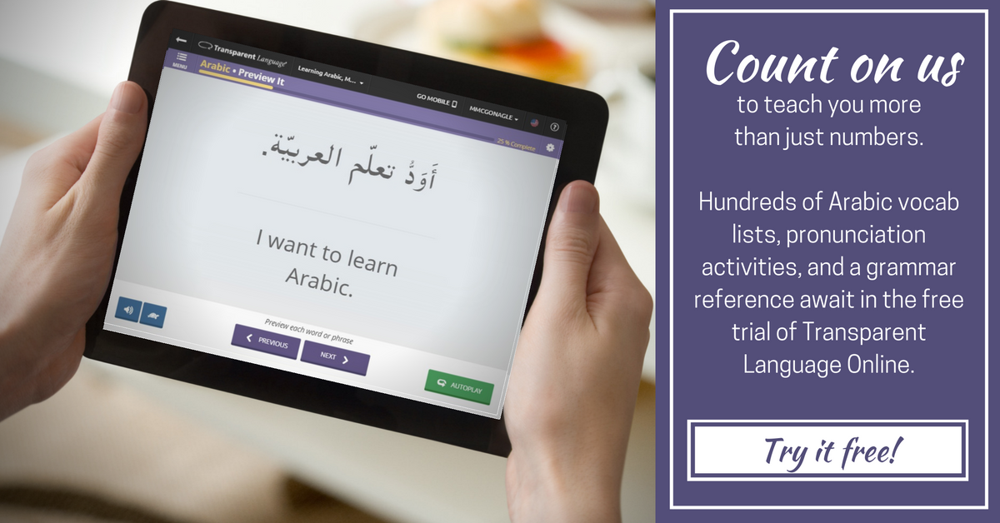 Transparent Language
Learning Arabic, M...
GO MOBILE
MMCGONAGLE
?
MENU
Arabic • Preview It
25 % Complete
أَوَدُّ تعلّم العربيّة.
I want to learn
Arabic.
Preview each word or phrase
PREVIOUS
NEXT
AUTOPLAY
Count on us
to teach you more
than just numbers.
Hundreds of Arabic vocab
lists, pronunciation
activities, and a grammar
reference await in the free
trial of Transparent
Language Online.
Try it free!